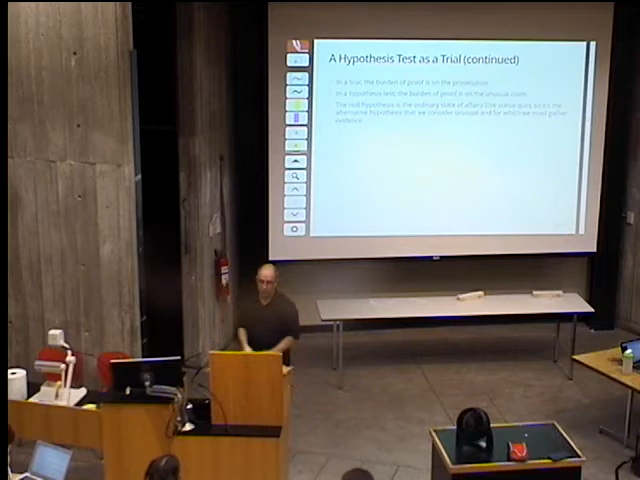 A Hypothesis Test as a Trial (continued)
In a trial, the burden of proof is on the prosecution.
In a hypothesis test, the burden of proof is on the unusual claim.
The null hypothesis is the ordinary state of affairs (the status quo), so it's the
alternative hypothesis that we consider unusual and for which we must gather
evidence.